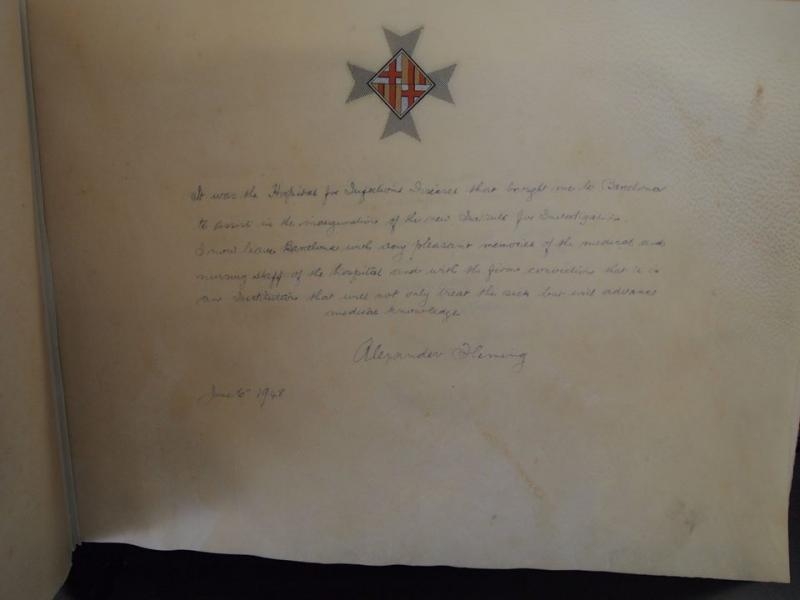 It was the Hospital for Infectious Diseases that brought me to Barcelona
to assist in the inauguration of the new Institute for Investigation.
I now leave Barcelona with very pleasant memories of the medical and
nursing staff of the hospital and with the firm conviction that it is
an Institution that will not only treat the sick but will advance
medical knowledge
Alexander Fleming
June 6 1948